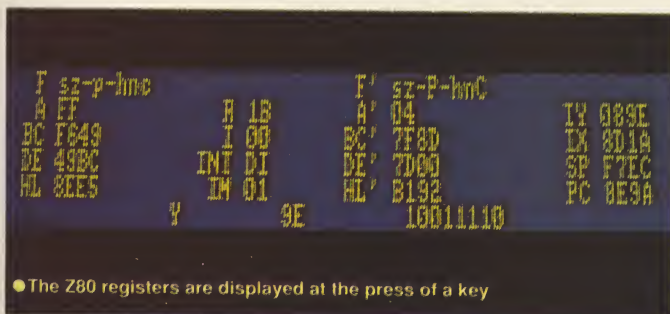 F sz-p-hnc F' sz-P-hnC
A FF R 1B A' 04 IY 089E
BC F649 I 00 BC' 7F8D IX 8D1A
DE 49BC INT DI DE' 7D00 SP F7EC
HL 8EE5 IM 01 HL' B192 PC 8E9A
Y 9E 10011110
●The Z80 registers are displayed at the press of a key